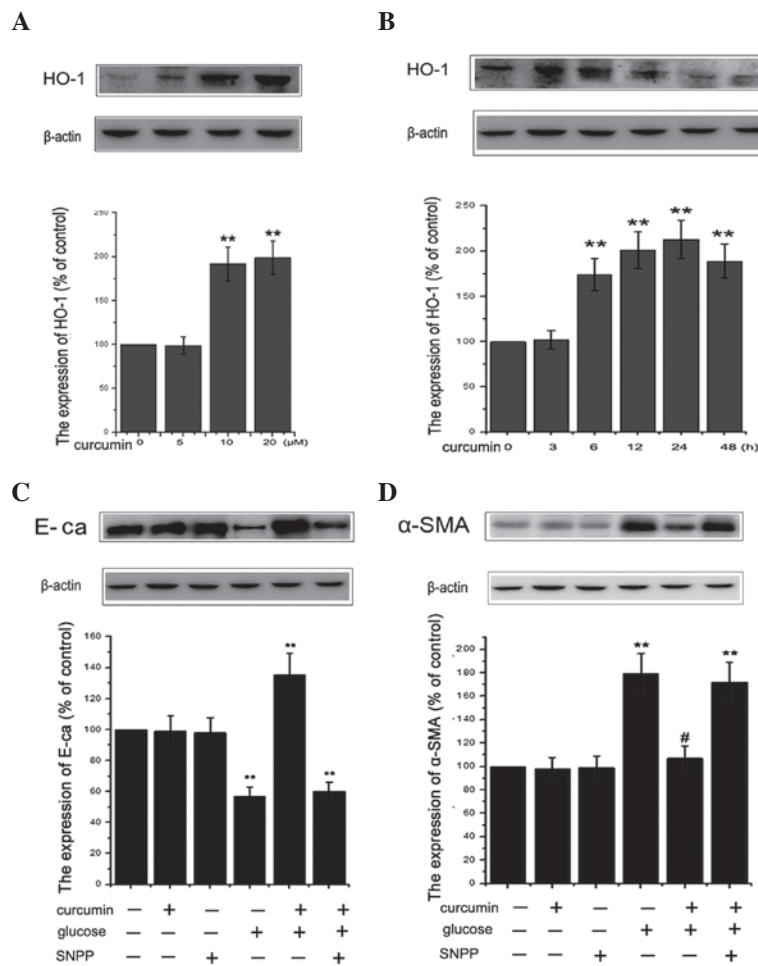 A
HO-1
β-actin
The expression of HO-1 (% of control)
250
200
150
100
50
0
** **
curcumin 0 5 10 20 (μM)
B
HO-1
β-actin
The expression of HO-1 (% of control)
250
200
150
100
50
0
** ** ** **
curcumin 0 3 6 12 24 48 (h)
C
E-ca
β-actin
The expression of E-ca (% of control)
160
140
120
100
80
60
40
20
0
** ** **
curcumin — + — — + +
glucose — — — + + +
SNPP — — + — — +
D
α-SMA
β-actin
The expression of α-SMA (% of control)
200
180
160
140
120
100
80
60
40
20
0
** # **
— + — — + +
— — — + + +
— — + — — +